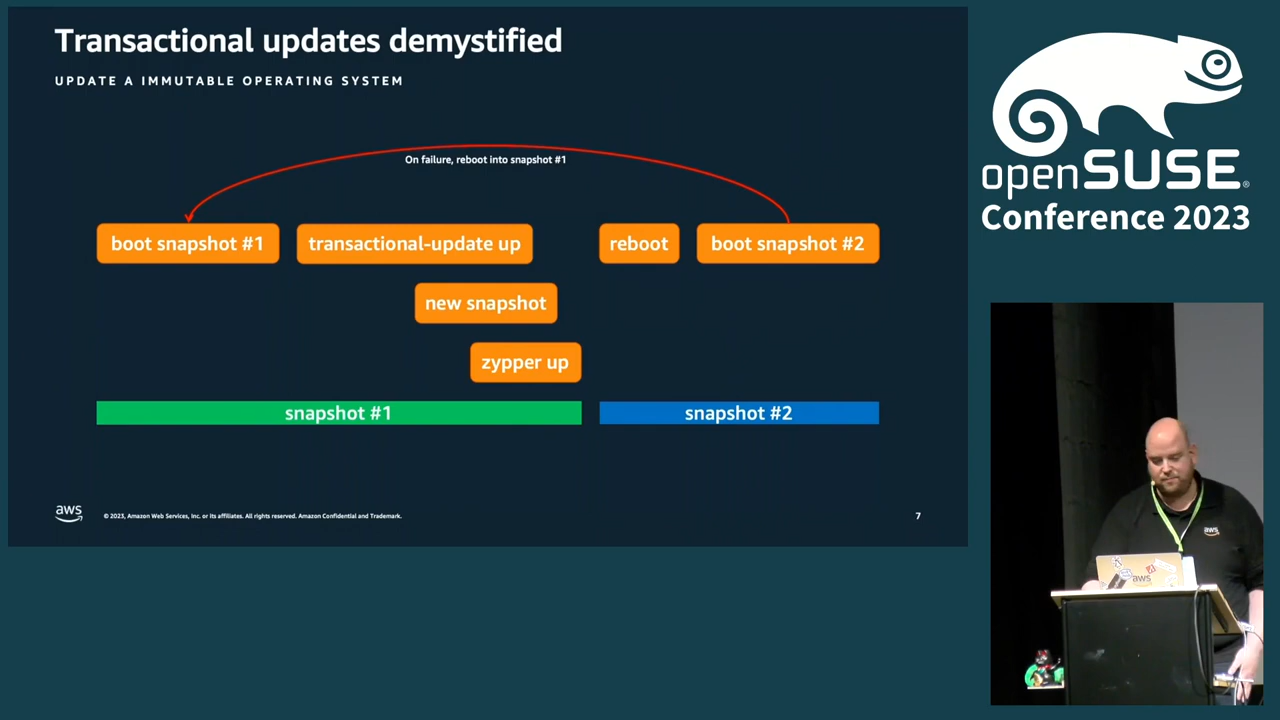 Transactional updates demystified
UPDATE A IMMUTABLE OPERATING SYSTEM
On failure, reboot into snapshot #1
boot snapshot #1
transactional-update up
reboot
boot snapshot #2
new snapshot
zypper up
snapshot #1
snapshot #2
aws
© 2023, Amazon Web Services, Inc. or its affiliates. All rights reserved. Amazon Confidential and Trademark.
7
openSUSE®
Conference 2023
aws
aws